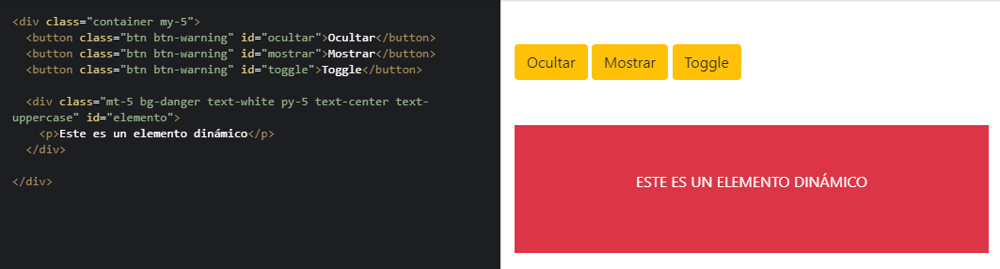 <div class="container my-5">
<button class="btn btn-warning" id="ocultar">Ocultar</button>
<button class="btn btn-warning" id="mostrar">Mostrar</button>
<button class="btn btn-warning" id="toggle">Toggle</button>
<div class="mt-5 bg-danger text-white py-5 text-center text-
uppercase" id="elemento">
<p>Este es un elemento dinámico</p>
</div>
</div>
Ocultar Mostrar Toggle
ESTE ES UN ELEMENTO DINÁMICO